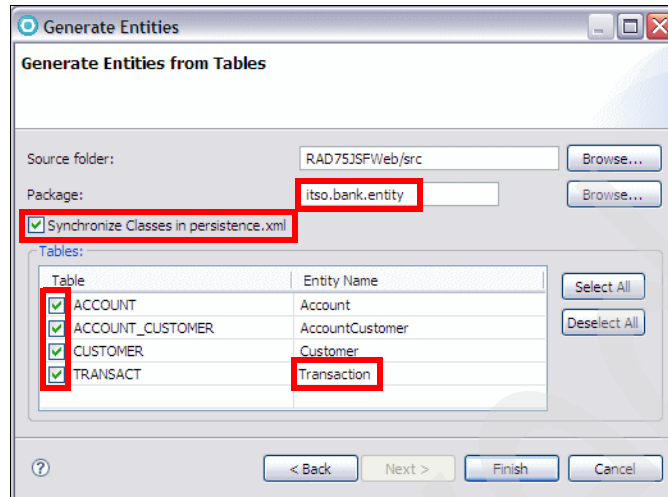 Generate Entities
Generate Entities from Tables
Source folder: RAD75JSFWeb/src Browse...
Package: itso.bank.entity Browse...
Synchronize Classes in persistence.xml
Tables:
Table Entity Name
ACCOUNT Account
ACCOUNT_CUSTOMER AccountCustomer
CUSTOMER Customer
TRANSACT Transaction
Select All
Deselect All
? < Back Next > Finish Cancel